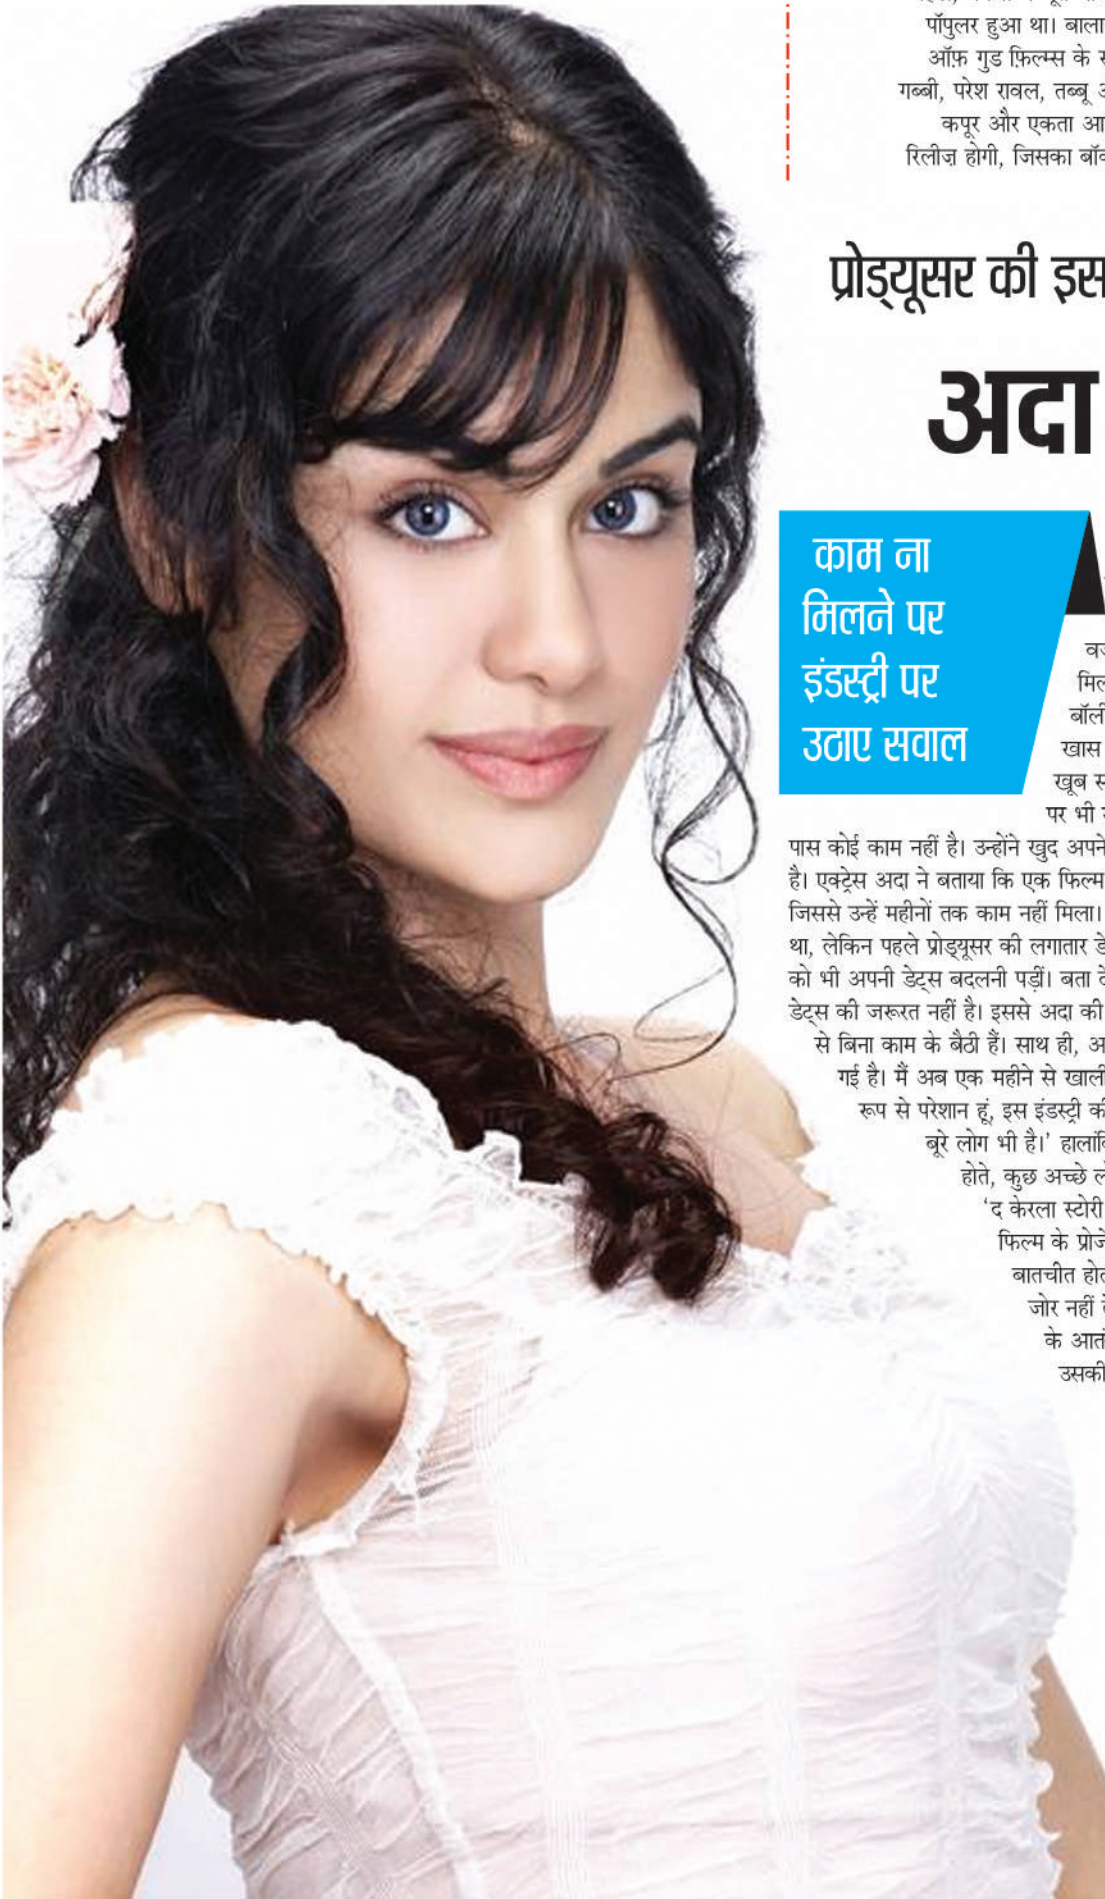 पॉपुलर हुआ था। बाला
ऑफ़ गुड फ़िल्म्स के
गब्बी, परेश रावल, तब्बू
कपूर और एकता आ
रिलीज़ होगी, जिसका
प्रोड्यूसर की इस
अदा
काम ना
मिलने पर
इंडस्ट्री पर
उठाए सवाल
मिल
बॉली
खास
खूब
पर भी
पास कोई काम नहीं है। उन्होंने खुद अपने
है। एक्ट्रेस अदा ने बताया कि एक फिल्म
जिससे उन्हें महीनों तक काम नहीं मिला।
था, लेकिन पहले प्रोड्यूसर की लगातार डे
को भी अपनी डेट्स बदलनी पड़ीं। बता दे
डेट्स की जरूरत नहीं है। इससे अदा की
से बिना काम के बैठी हैं। साथ ही, अ
गई है। मैं अब एक महीने से खाली
रूप से परेशान हूं, इस इंडस्ट्री की
बूरे लोग भी है।' हालांकि
होते, कुछ अच्छे लो
'द केरला स्टोरी
फिल्म के प्रोजे
बातचीत होत
जोर नहीं
के आतं
उसकी